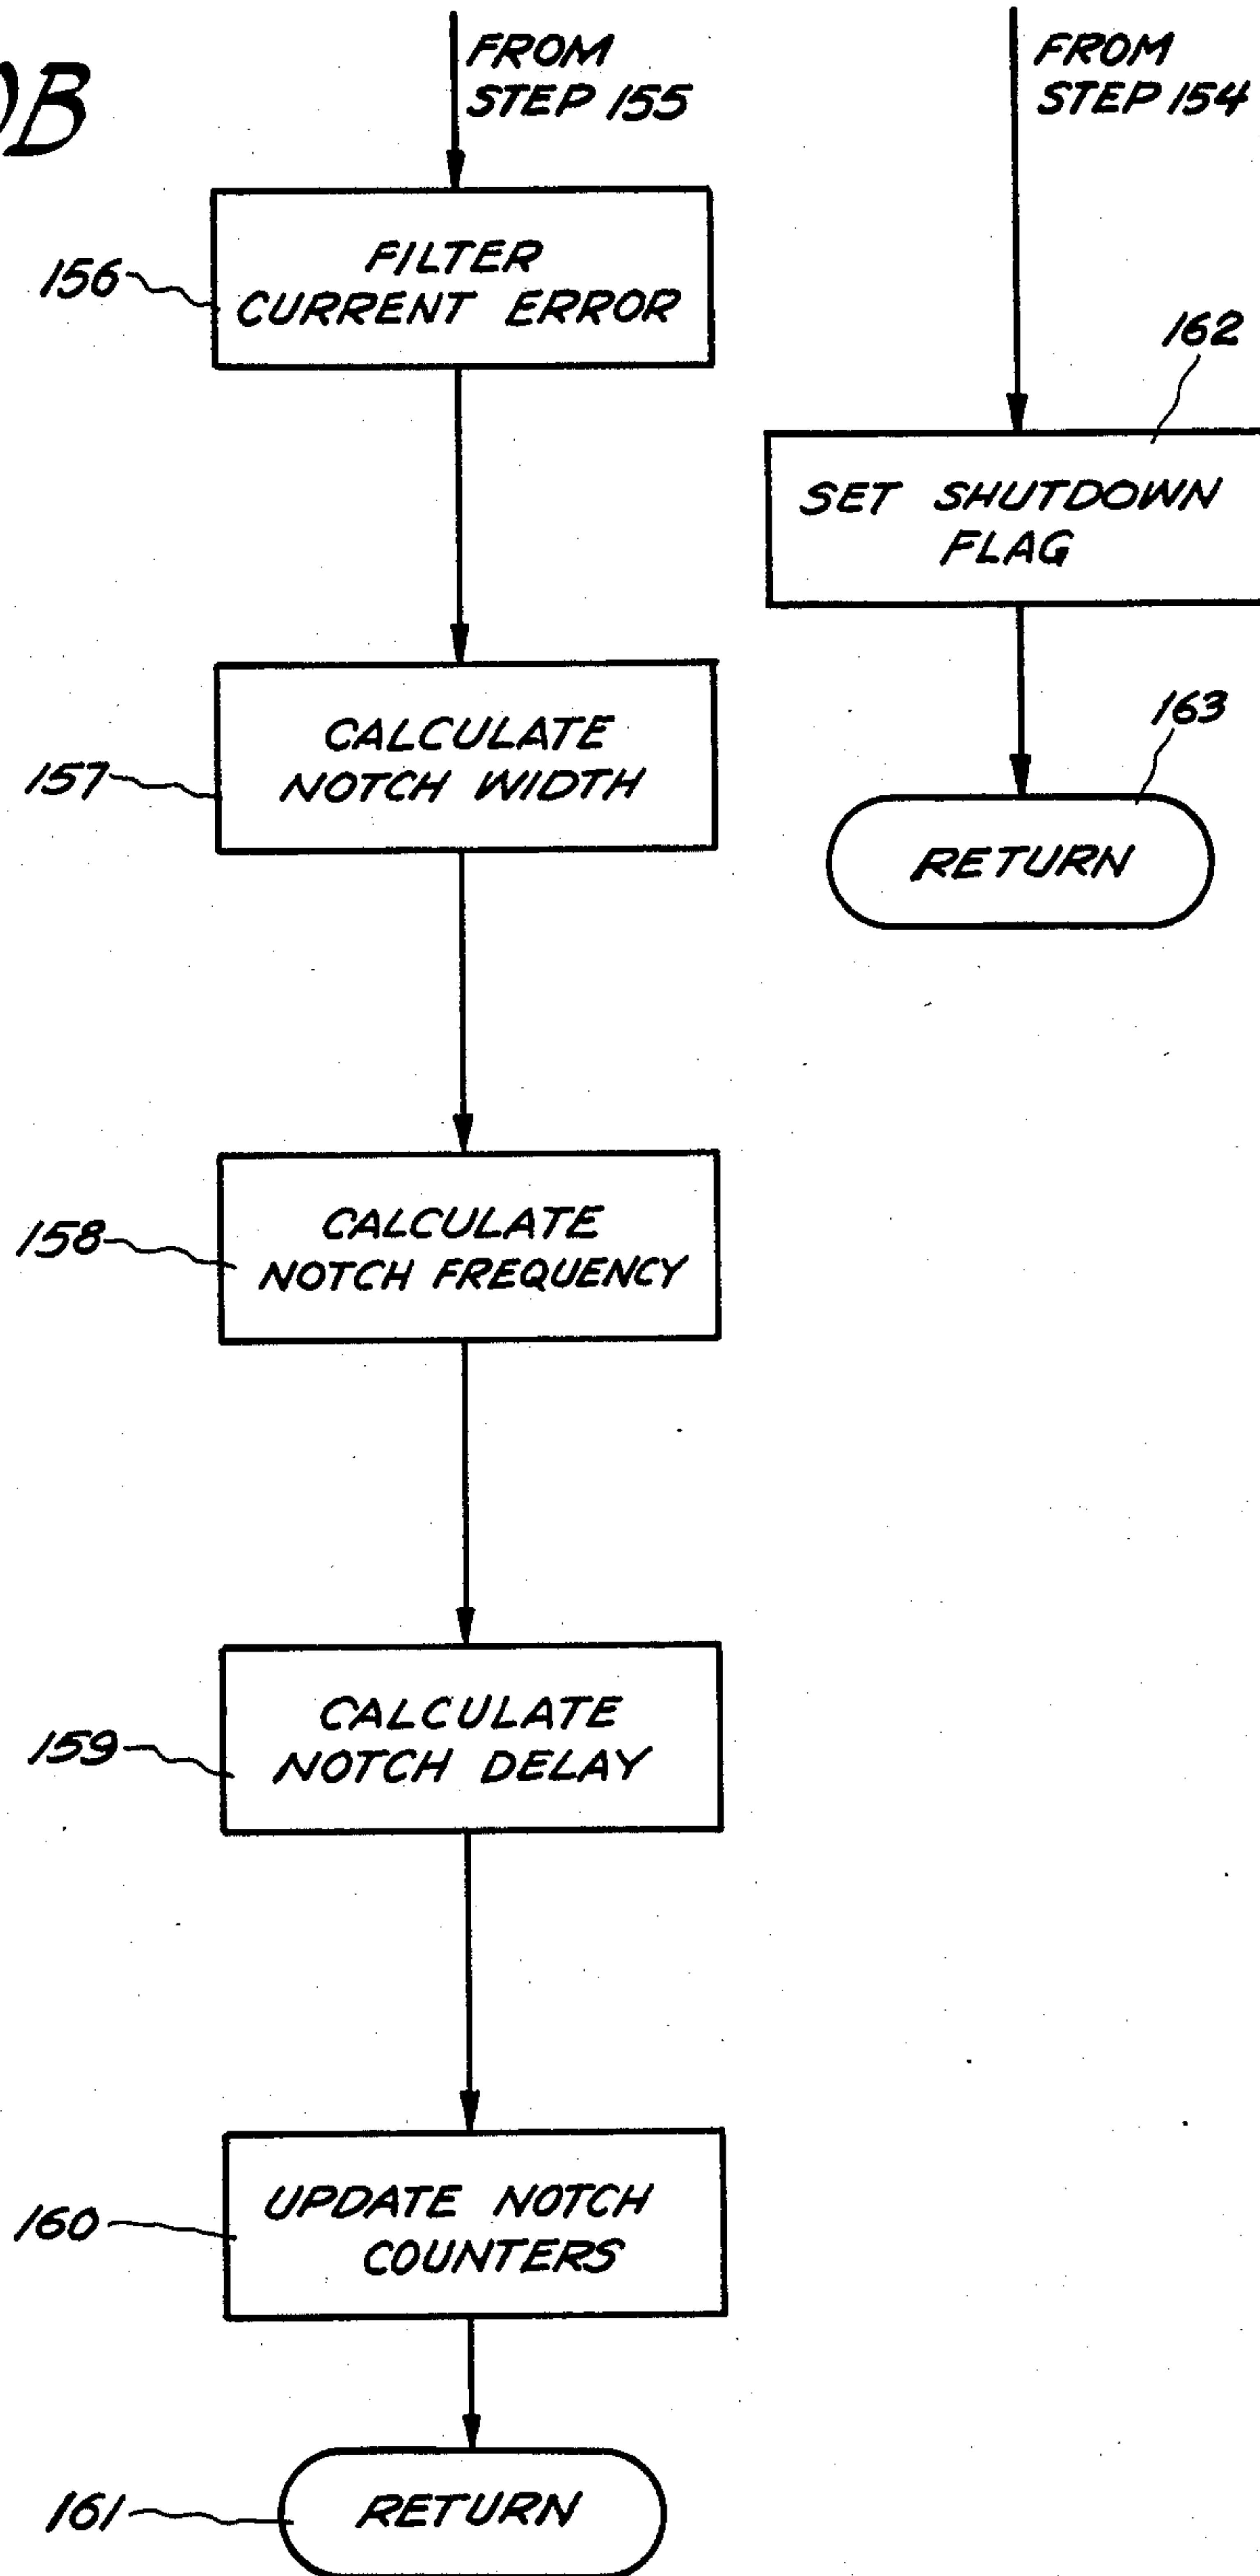 FROM
STEP 155
FROM
STEP 154
156
FILTER
CURRENT ERROR
162
SET SHUTDOWN
FLAG
157
CALCULATE
NOTCH WIDTH
163
RETURN
158
CALCULATE
NOTCH FREQUENCY
159
CALCULATE
NOTCH DELAY
160
UPDATE NOTCH
COUNTERS
161
RETURN